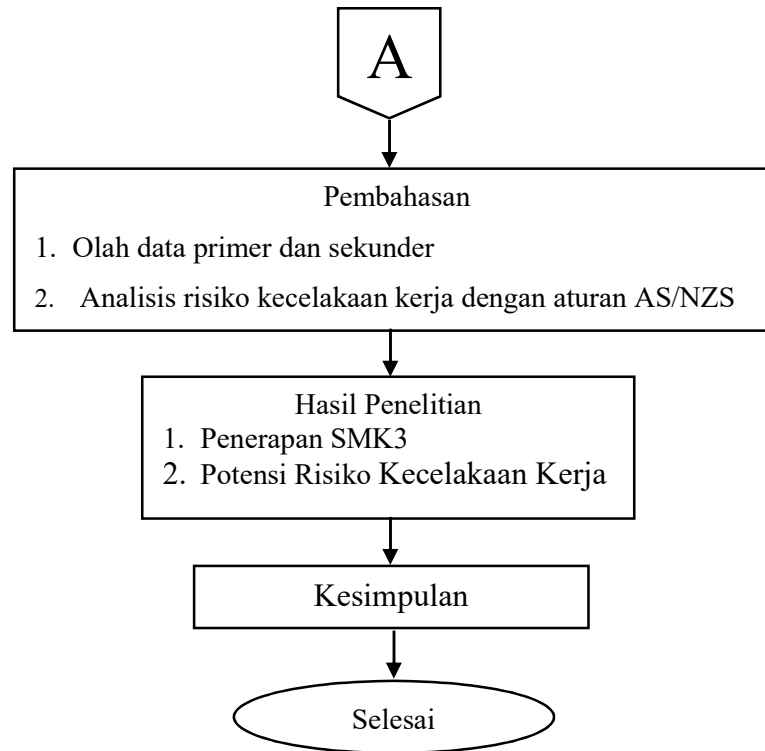 A
Pembahasan
1. Olah data primer dan sekunder
2. Analisis risiko kecelakaan kerja dengan aturan AS/NZS
Hasil Penelitian
1. Penerapan SMK3
2. Potensi Risiko Kecelakaan Kerja
Kesimpulan
Selesai